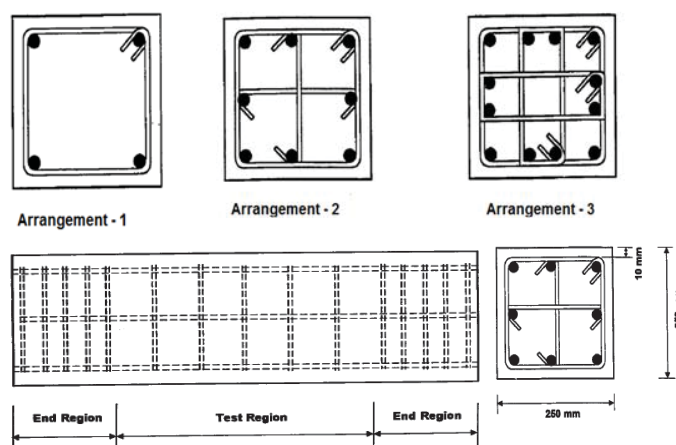 Arrangement - 1
Arrangement - 2
Arrangement - 3
10 mm
End Region
Test Region
End Region
250 mm